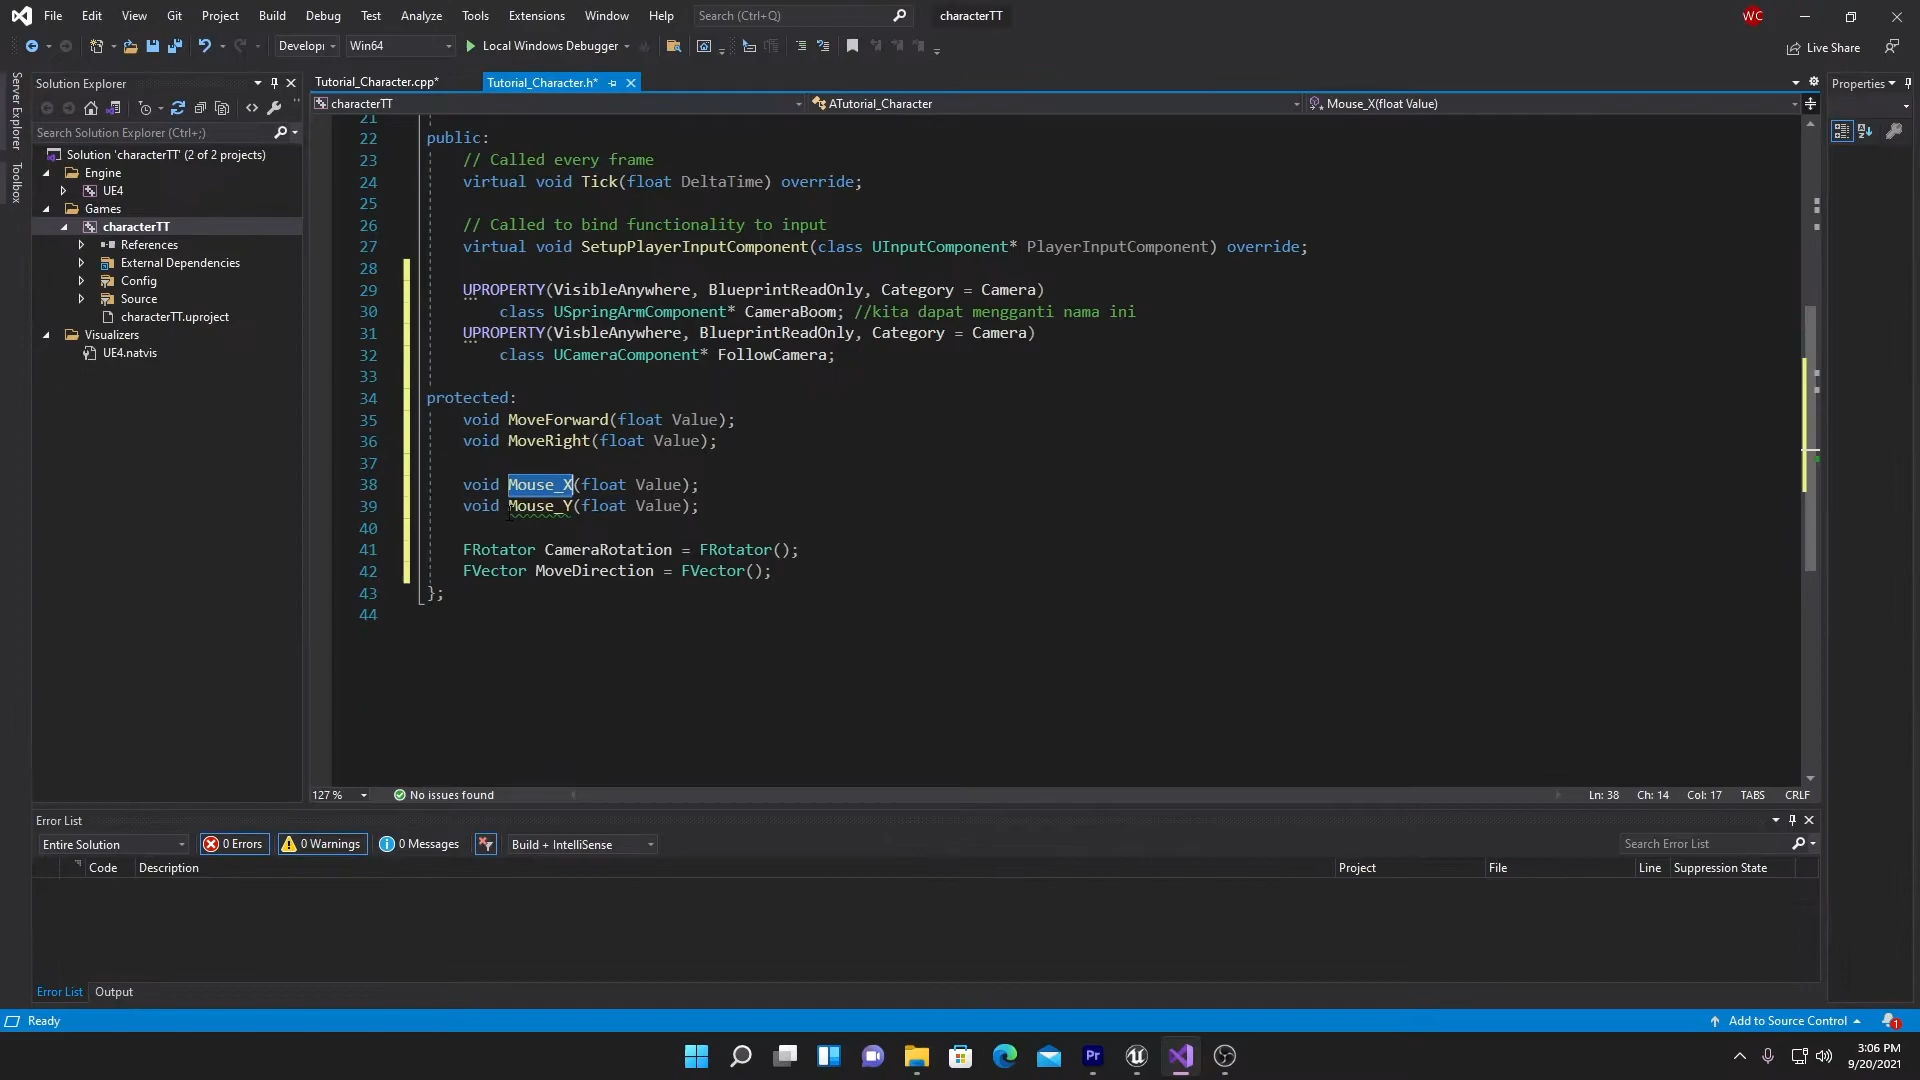 File Edit View Git Project Build Debug Test Analyze Tools Extensions Window Help Search (Ctrl+Q) characterTT WC
Develop Win64 Local Windows Debugger Live Share
Server Explorer
Toolbox
Solution Explorer
Search Solution Explorer (Ctrl+;)
Solution 'characterTT' (2 of 2 projects)
Engine
UE4
Games
characterTT
References
External Dependencies
Config
Source
characterTT.uproject
Visualizers
UE4.natvis
Tutorial_Character.cpp* Tutorial_Character.h*
characterTT ATutorial_Character Mouse_X(float Value)
Properties
21
22 public:
23 // Called every frame
24 virtual void Tick(float DeltaTime) override;
25
26 // Called to bind functionality to input
27 virtual void SetupPlayerInputComponent(class UInputComponent* PlayerInputComponent) override;
28
29 UPROPERTY(VisibleAnywhere, BlueprintReadOnly, Category = Camera)
30 class USpringArmComponent* CameraBoom; //kita dapat mengganti nama ini
31 UPROPERTY(VisbleAnywhere, BlueprintReadOnly, Category = Camera)
32 class UCameraComponent* FollowCamera;
33
34 protected:
35 void MoveForward(float Value);
36 void MoveRight(float Value);
37
38 void Mouse_X(float Value);
39 void Mouse_Y(float Value);
40
41 FRotator CameraRotation = FRotator();
42 FVector MoveDirection = FVector();
43 };
44
127 % No issues found Ln: 38 Ch: 14 Col: 17 TABS CRLF
Error List
Entire Solution 0 Errors 0 Warnings 0 Messages Build + IntelliSense Search Error List
Code Description Project File Line Suppression State
Error List Output
Ready Add to Source Control 1
Pr
3:06 PM
9/20/2021